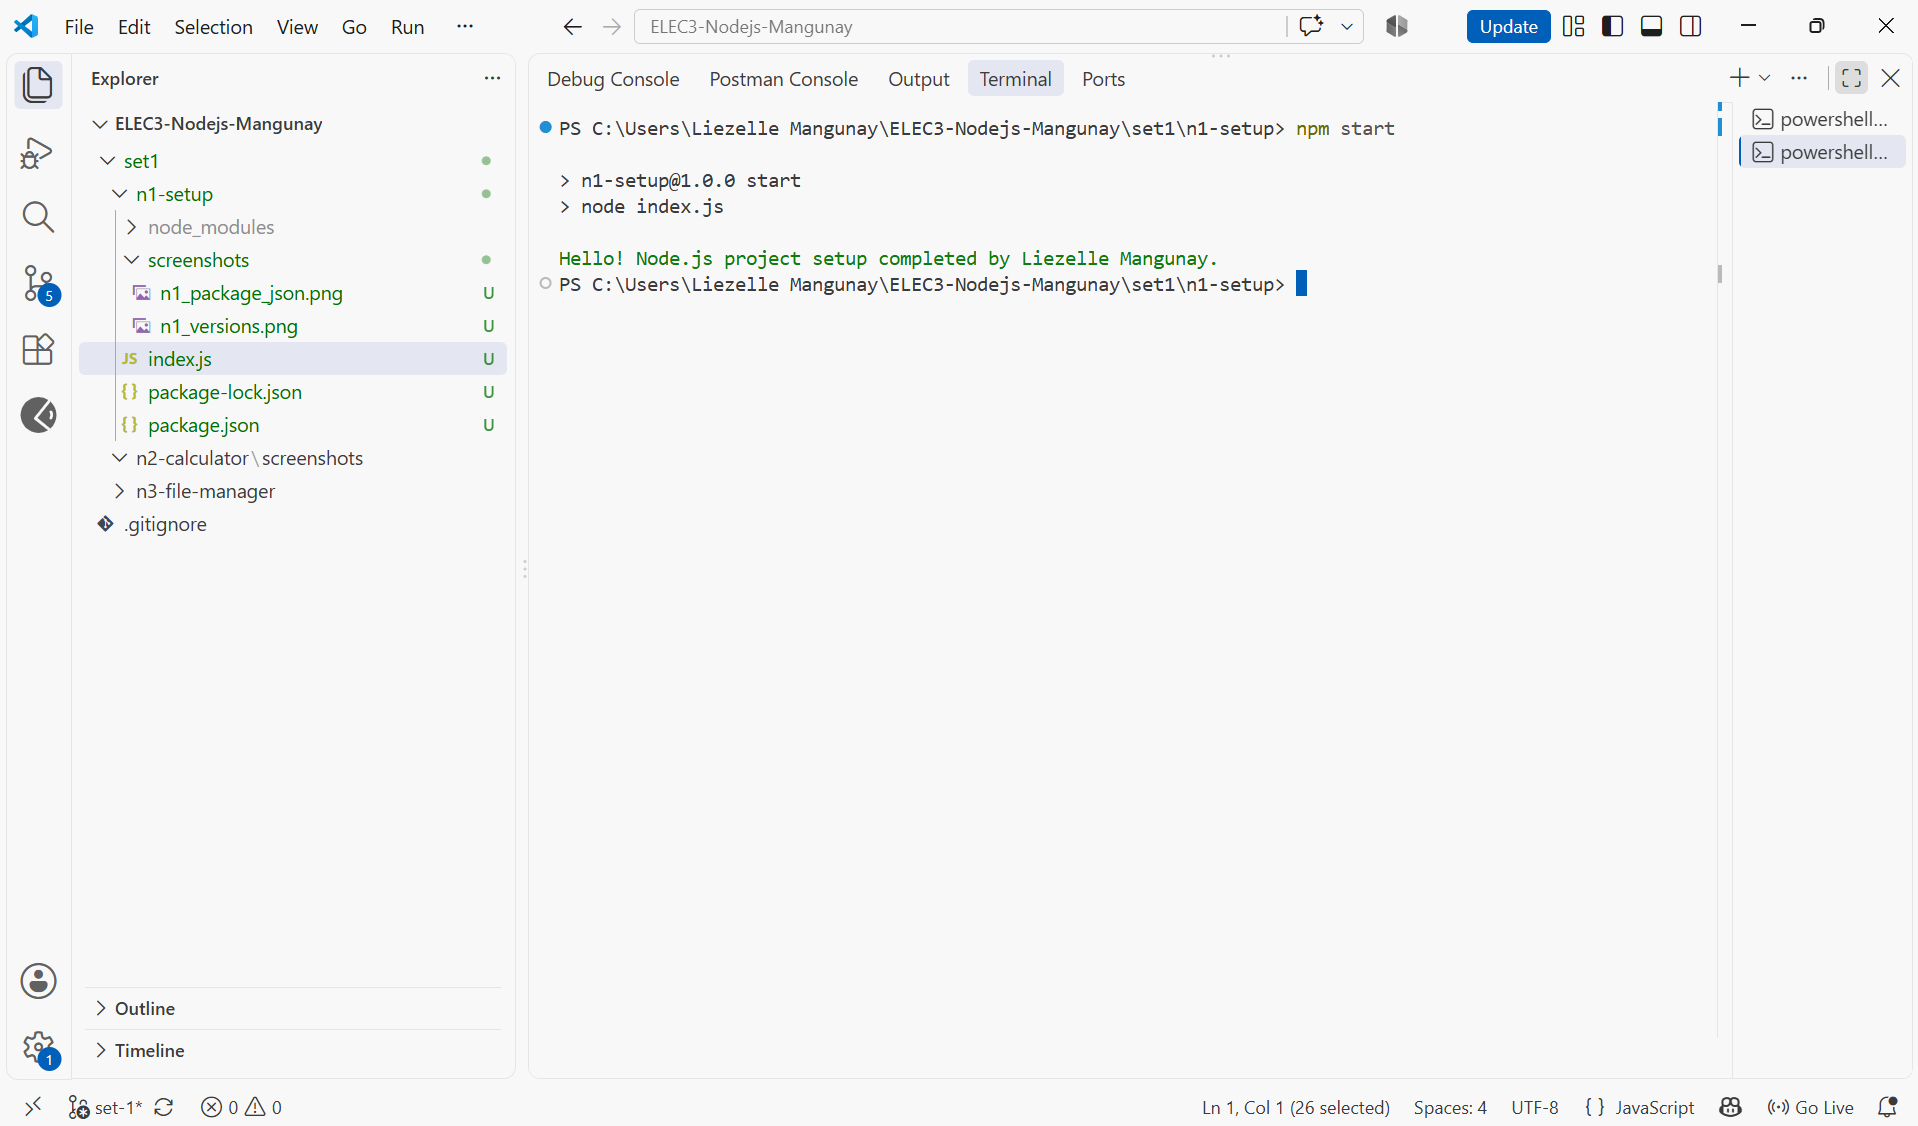 File Edit Selection View Go Run ···
ELEC3-Nodejs-Mangunay
Update
Explorer
ELEC3-Nodejs-Mangunay
set1
n1-setup
node_modules
screenshots
n1_package_json.png U
n1_versions.png U
JS index.js U
{} package-lock.json U
{} package.json U
n2-calculator\screenshots
n3-file-manager
.gitignore
Outline
Timeline
5
1
Debug Console Postman Console Output Terminal Ports
PS C:\Users\Liezelle Mangunay\ELEC3-Nodejs-Mangunay\set1\n1-setup> npm start
> n1-setup@1.0.0 start
> node index.js
Hello! Node.js project setup completed by Liezelle Mangunay.
PS C:\Users\Liezelle Mangunay\ELEC3-Nodejs-Mangunay\set1\n1-setup>
powershell...
powershell...
set-1* 0 0
Ln 1, Col 1 (26 selected) Spaces: 4 UTF-8 { } JavaScript Go Live